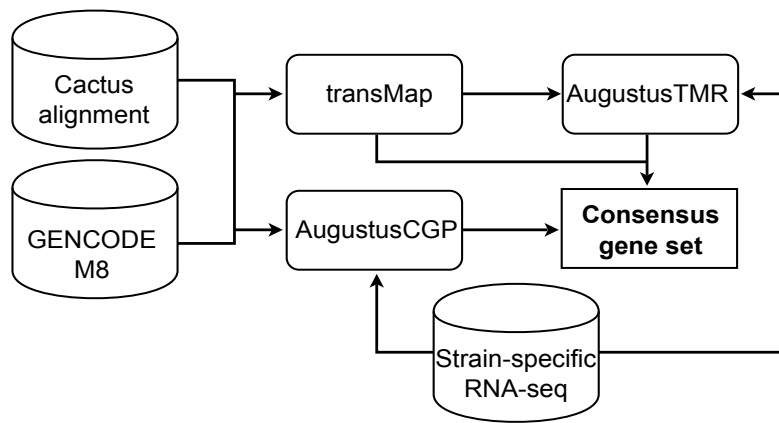 Cactus
alignment
transMap
AugustusTMR
GENCODE
M8
AugustusCGP
Consensus
gene set
Strain-specific
RNA-seq